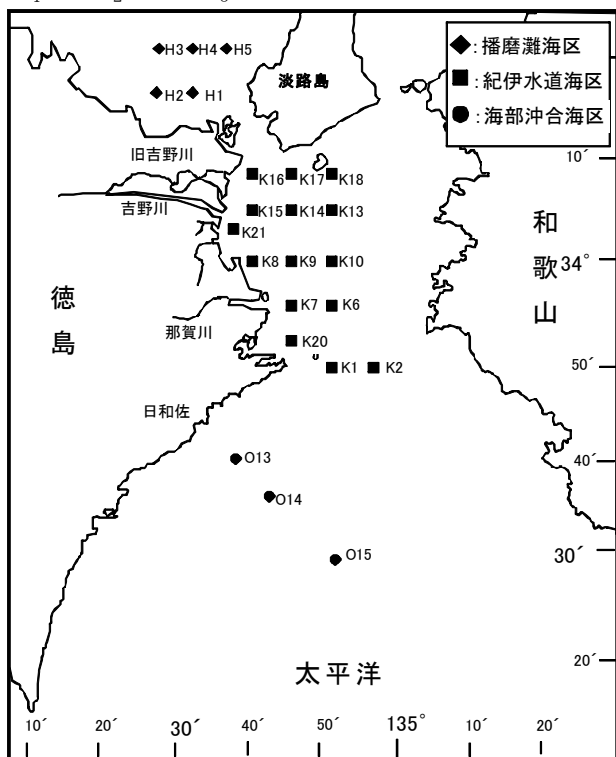 ◆:播磨灘海区
■:紀伊水道海区
●:海部沖合海区
H3 H4 H5
淡路島
H2 H1
旧吉野川
10´
K16 K17 K18
吉野川
K15 K14 K13
K21
和歌山
K8 K9 K10
34°
徳島
K7 K6
那賀川
K20
K1 K2
50´
日和佐
O13
40´
O14
O15
30´
20´
太平洋
10´ 20´ 30´ 40´ 50´ 135° 10´ 20´